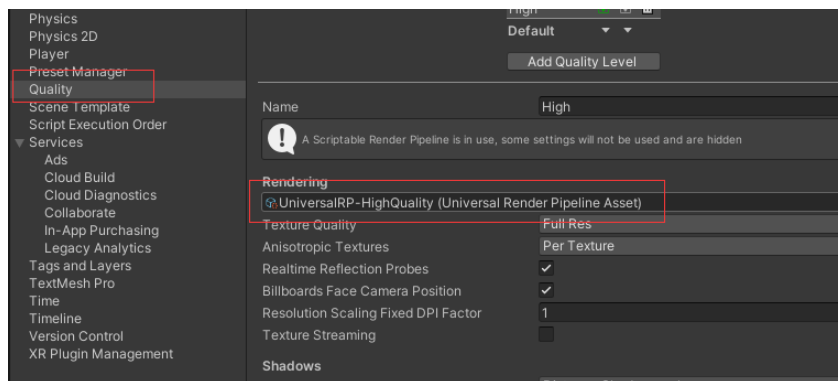 Physics
Physics 2D
Player
Preset Manager
Quality
Scene Template
Script Execution Order
Services
Ads
Cloud Build
Cloud Diagnostics
Collaborate
In-App Purchasing
Legacy Analytics
Tags and Layers
TextMesh Pro
Time
Timeline
Version Control
XR Plugin Management
High
Default
Add Quality Level
Name High
A Scriptable Render Pipeline is in use, some settings will not be used and are hidden
Rendering
UniversalRP-HighQuality (Universal Render Pipeline Asset)
Texture Quality Full Res
Anisotropic Textures Per Texture
Realtime Reflection Probes
Billboards Face Camera Position
Resolution Scaling Fixed DPI Factor 1
Texture Streaming
Shadows